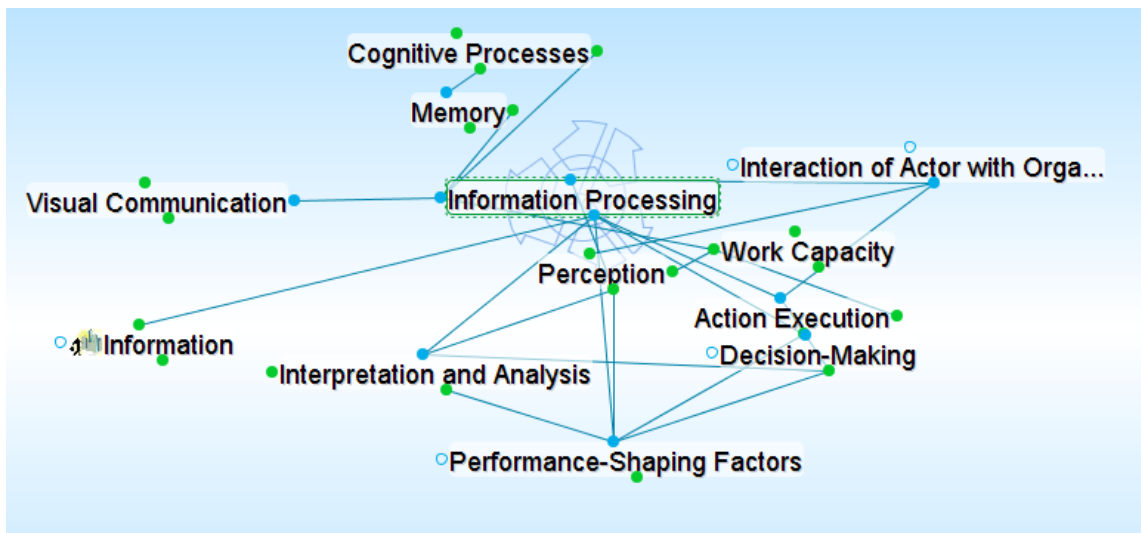 Cognitive Processes
Memory
Interaction of Actor with Orga...
Visual Communication
Information Processing
Work Capacity
Perception
Action Execution
Information
Decision-Making
Interpretation and Analysis
Performance-Shaping Factors